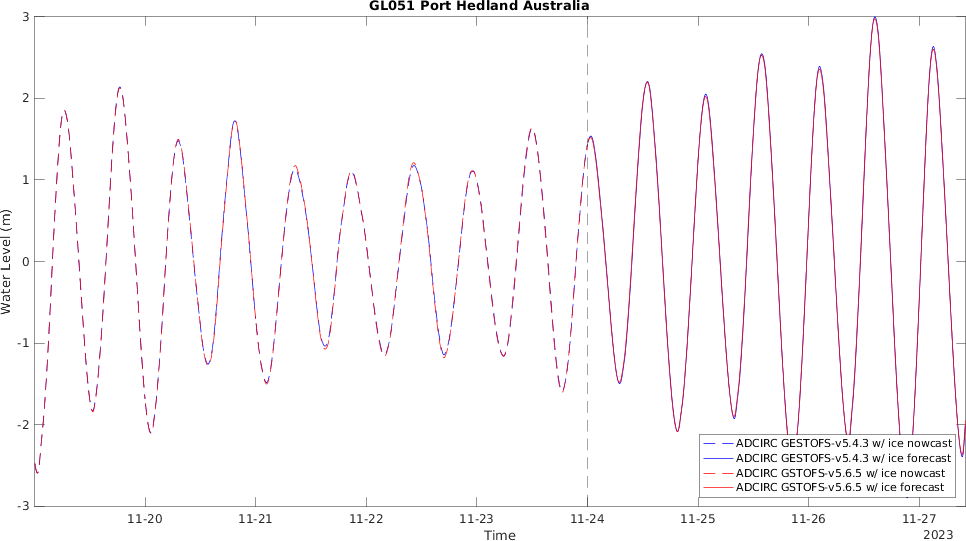 GL051 Port Hedland Australia
3
2
1
0
-1
-2
-3
Water Level (m)
ADCIRC GESTOFS-v5.4.3 w/ ice nowcast
ADCIRC GESTOFS-v5.4.3 w/ ice forecast
ADCIRC GSTOFS-v5.6.5 w/ ice nowcast
ADCIRC GSTOFS-v5.6.5 w/ ice forecast
11-20 11-21 11-22 11-23 11-24 11-25 11-26 11-27
Time
2023